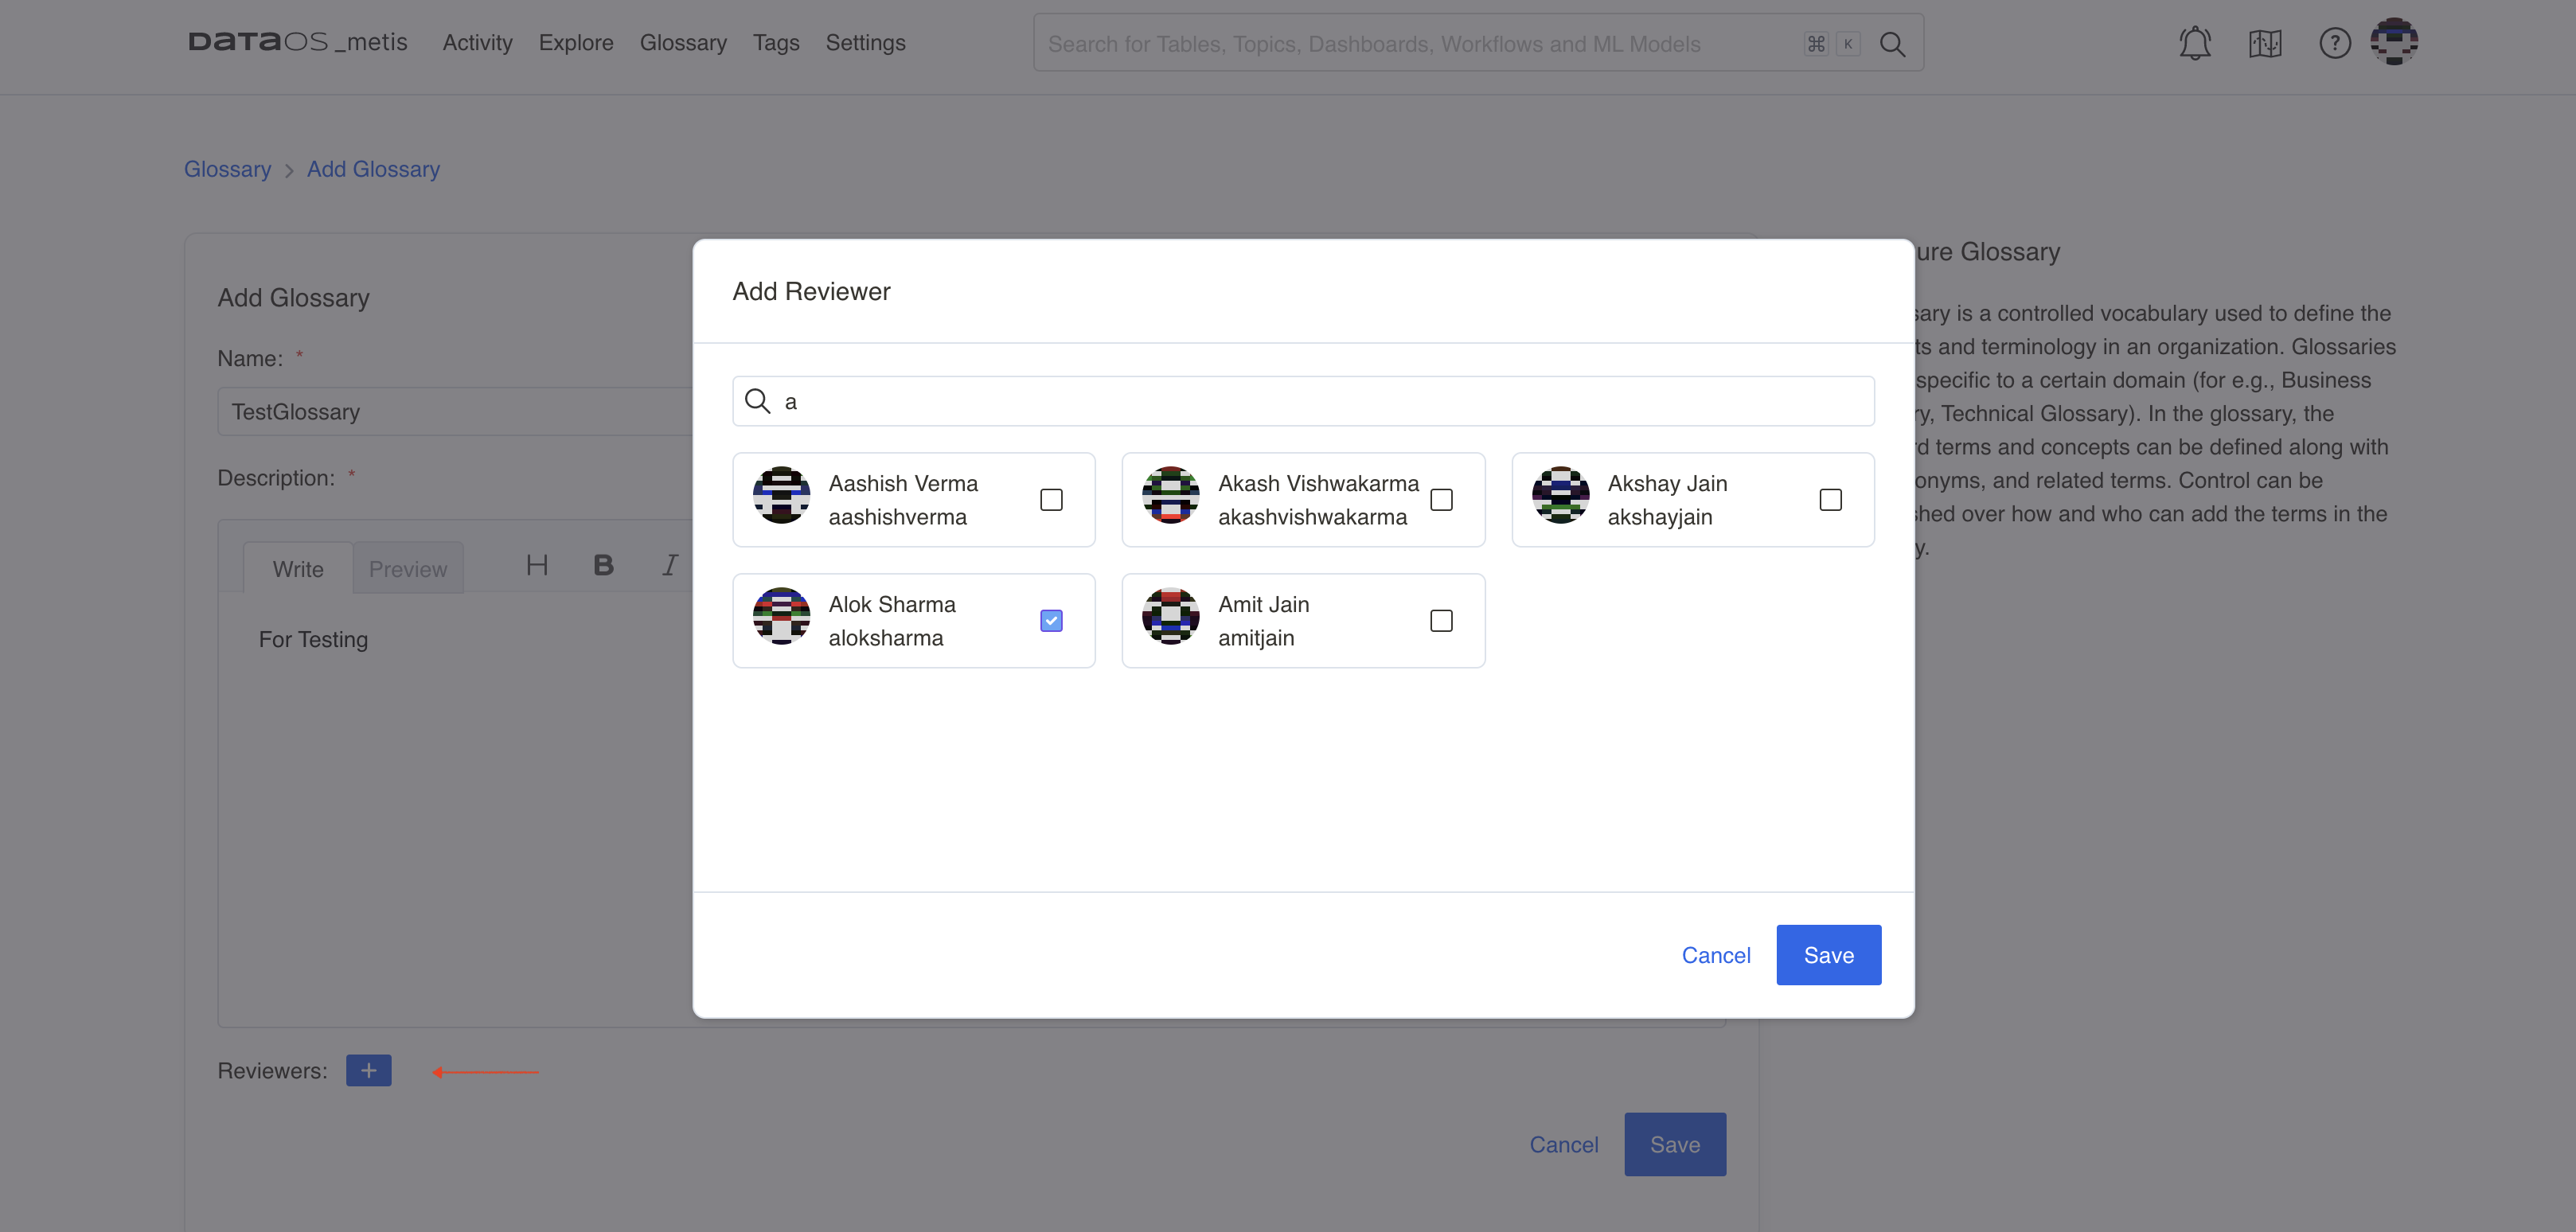 DATAOS _metis Activity Explore Glossary Tags Settings Search for Tables, Topics, Dashboards, Workflows and ML Models ⌘ K ?
Glossary > Add Glossary
Add Glossary
Name: *
TestGlossary
Description: *
Write Preview H B I
For Testing
Reviewers: +
Cancel Save
Add Reviewer
a
Aashish Verma
aashishverma
Akash Vishwakarma
akashvishwakarma
Akshay Jain
akshayjain
Alok Sharma
aloksharma
Amit Jain
amitjain
Cancel Save
ure Glossary
sary is a controlled vocabulary used to define the
ts and terminology in an organization. Glossaries
specific to a certain domain (for e.g., Business
ry, Technical Glossary). In the glossary, the
rd terms and concepts can be defined along with
onyms, and related terms. Control can be
shed over how and who can add the terms in the
y.